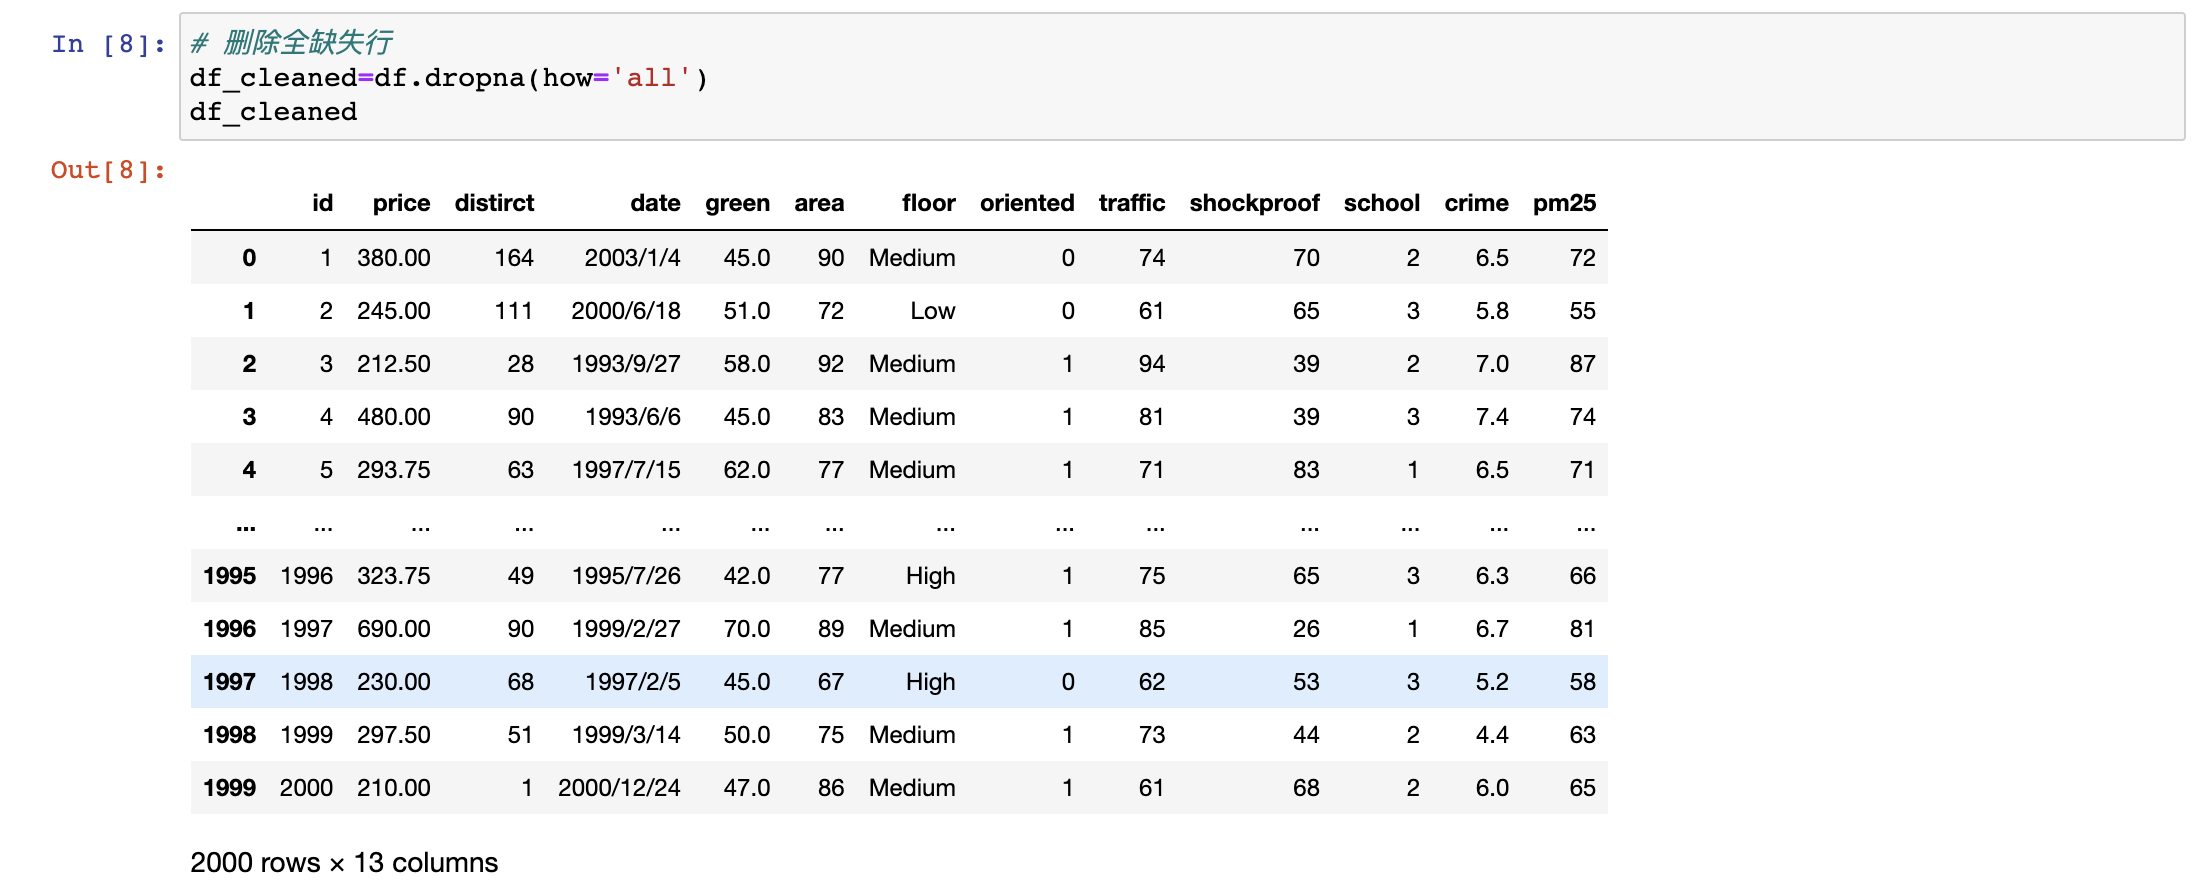 In [8]: # 删除全缺失行
df_cleaned=df.dropna(how='all')
df_cleaned
Out[8]:
id price distirct date green area floor oriented traffic shockproof school crime pm25
0 1 380.00 164 2003/1/4 45.0 90 Medium 0 74 70 2 6.5 72
1 2 245.00 111 2000/6/18 51.0 72 Low 0 61 65 3 5.8 55
2 3 212.50 28 1993/9/27 58.0 92 Medium 1 94 39 2 7.0 87
3 4 480.00 90 1993/6/6 45.0 83 Medium 1 81 39 3 7.4 74
4 5 293.75 63 1997/7/15 62.0 77 Medium 1 71 83 1 6.5 71
... ... ... ... ... ... ... ... ... ... ... ... ... ...
1995 1996 323.75 49 1995/7/26 42.0 77 High 1 75 65 3 6.3 66
1996 1997 690.00 90 1999/2/27 70.0 89 Medium 1 85 26 1 6.7 81
1997 1998 230.00 68 1997/2/5 45.0 67 High 0 62 53 3 5.2 58
1998 1999 297.50 51 1999/3/14 50.0 75 Medium 1 73 44 2 4.4 63
1999 2000 210.00 1 2000/12/24 47.0 86 Medium 1 61 68 2 6.0 65
2000 rows × 13 columns